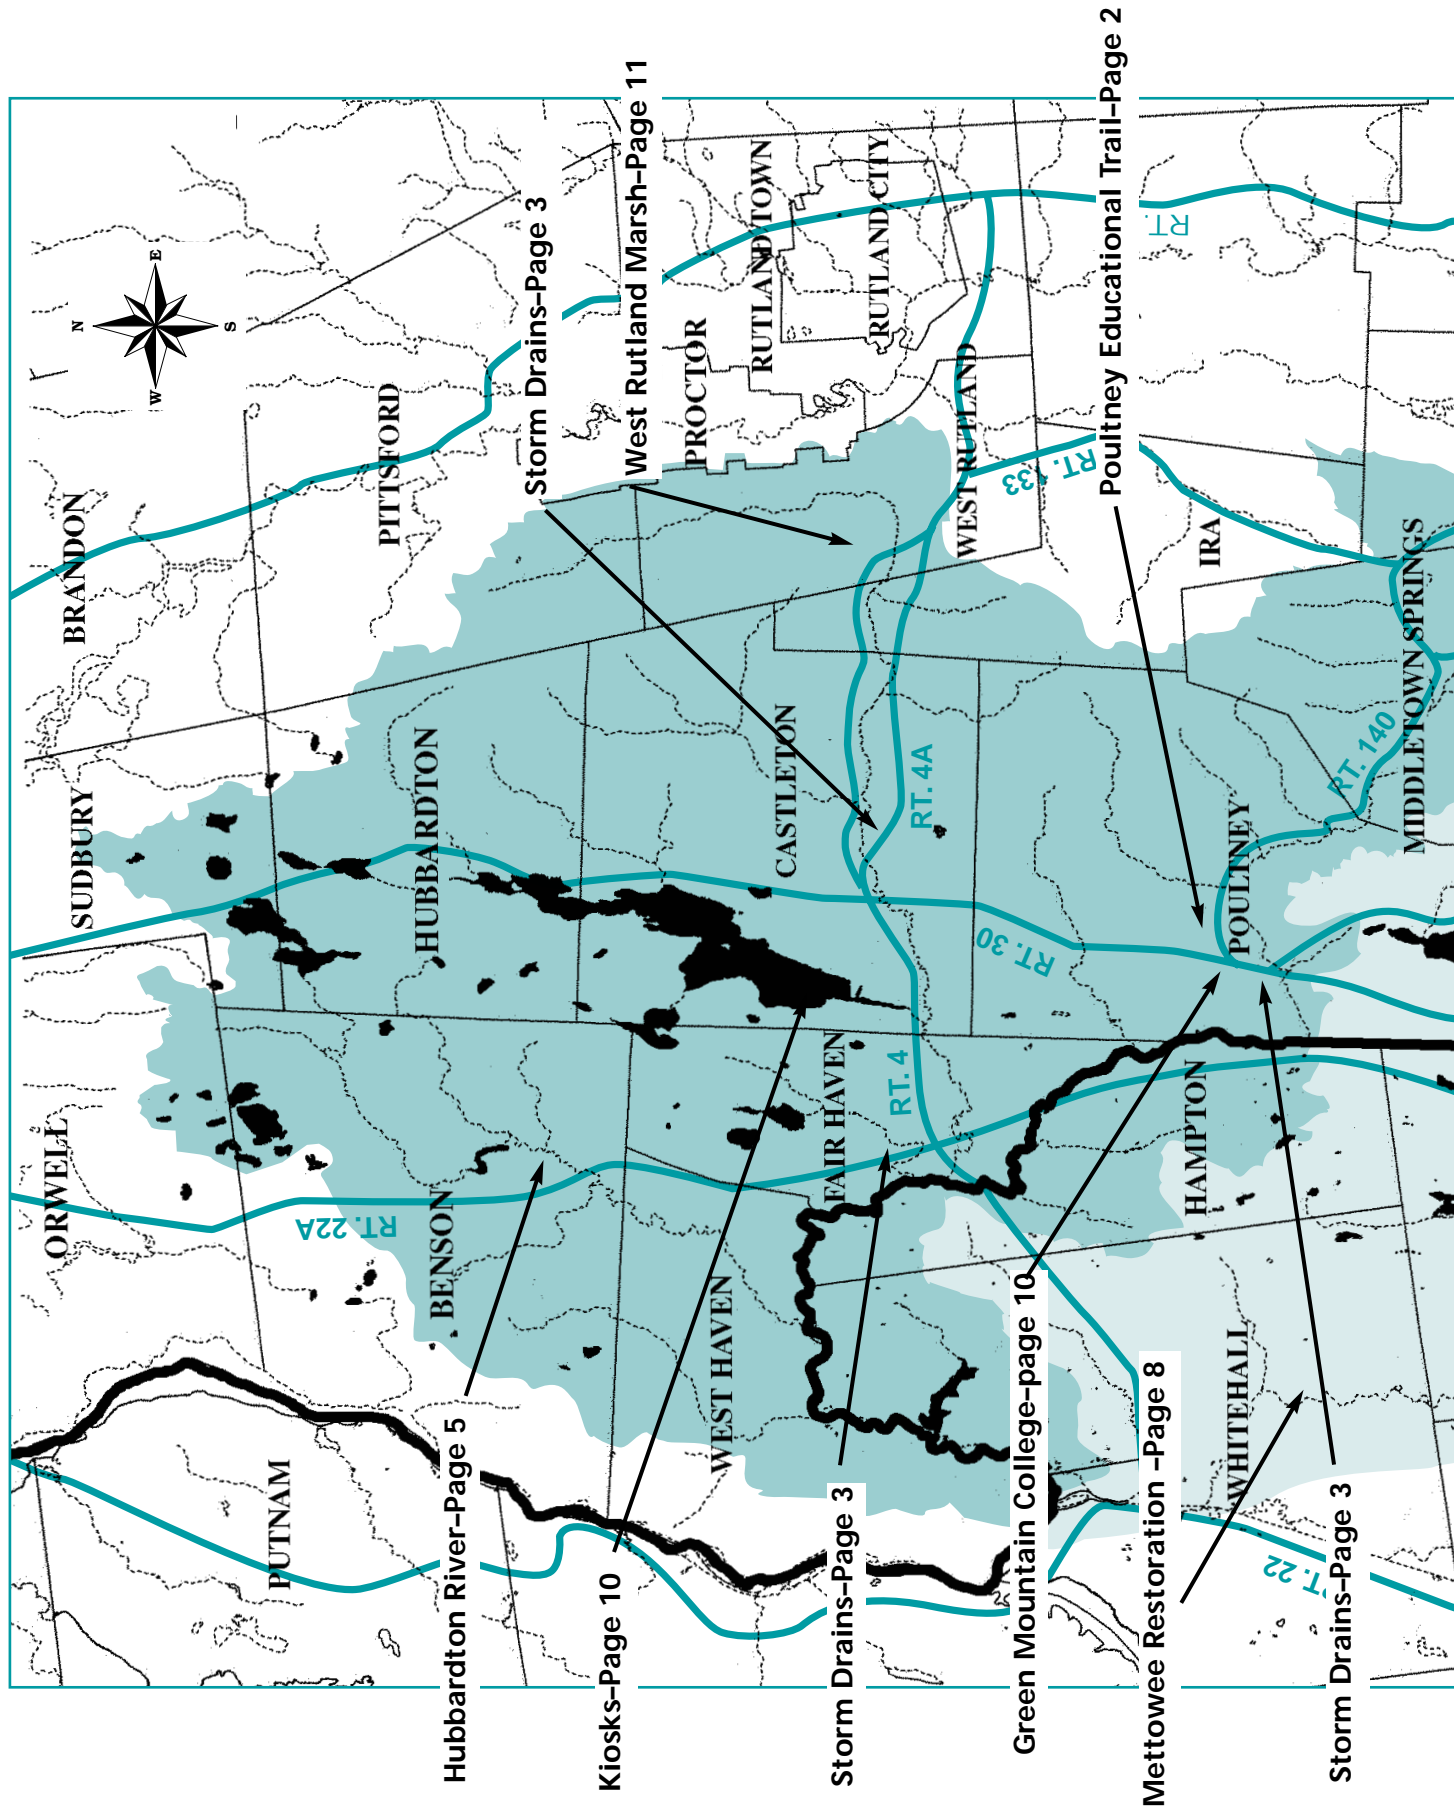 Storm Drains–Page 3
West Rutland Marsh–Page 11
Poultney Educational Trail–Page 2
N
E
S
W
BRANDON
PITTSFORD
PROCTOR
RUTLAND TOWN
RUTLAND CITY
RT.
WEST RUTLAND
RT. 133
IRA
MIDDLETOWN SPRINGS
SUDBURY
HUBBARDTON
CASTLETON
RT. 4A
RT. 140
POULTNEY
RT. 30
ORWELL
RT. 22A
BENSON
FAIR HAVEN
RT. 4
HAMPTON
WEST HAVEN
WHITEHALL
PUTNAM
RT. 22
Hubbardton River–Page 5
Kiosks–Page 10
Storm Drains–Page 3
Green Mountain College–page 10
Mettowee Restoration –Page 8
Storm Drains–Page 3